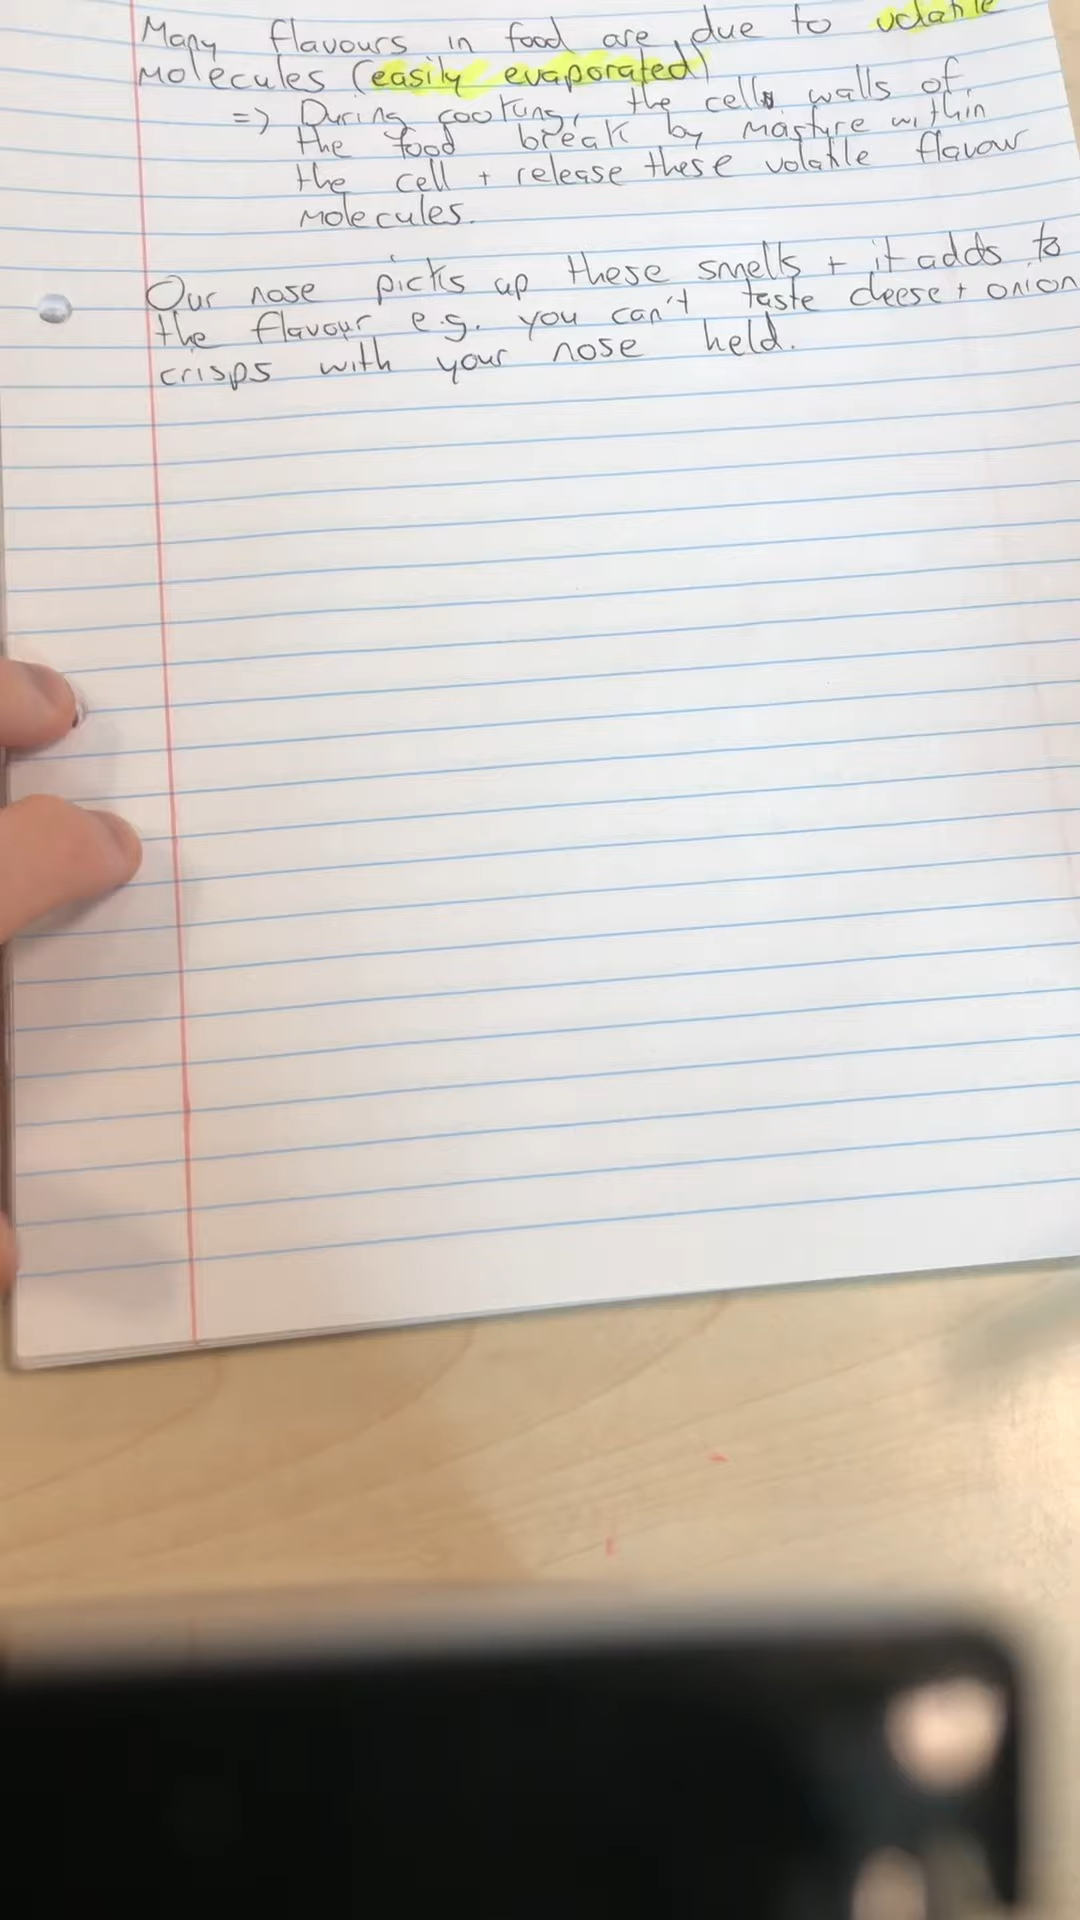 Many flavours in food are due to volatile
molecules (easily evaporated)
=> During cooking, the cells walls of
the food break by mastyre within
the cell + release these volatile flavour
molecules.
Our nose picks up these smells + it adds to
the flavour e.g. you can't taste cleese + onion
crisps with your nose held.